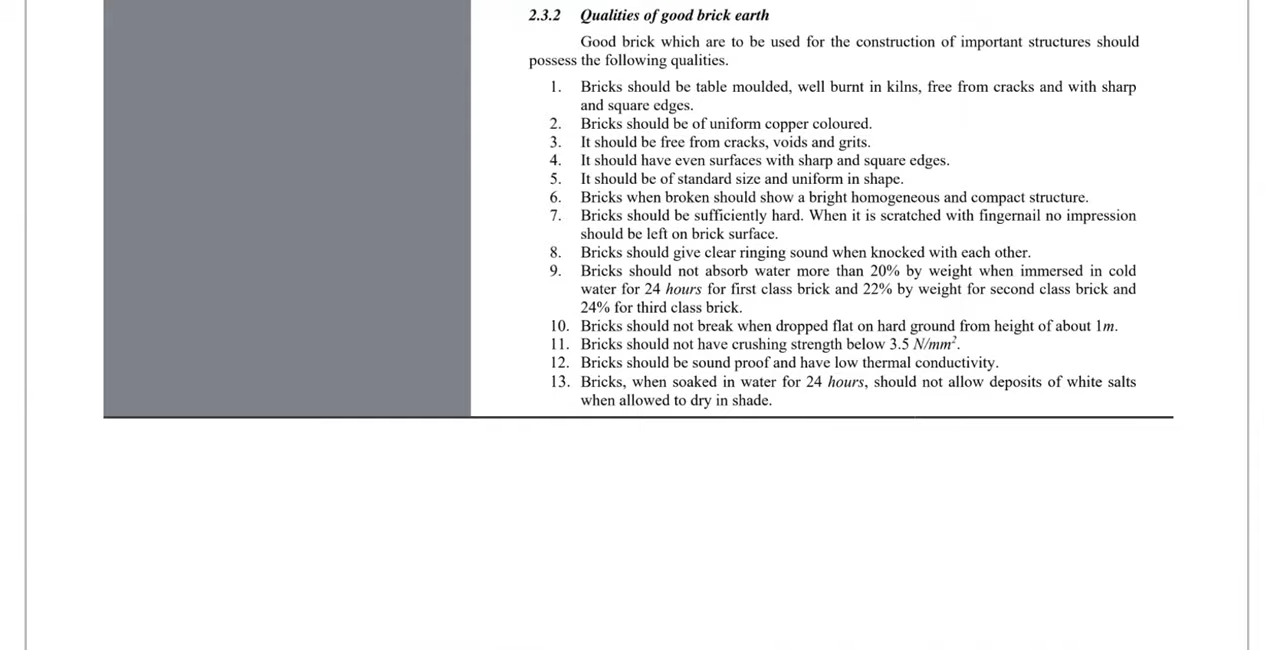 2.3.2 Qualities of good brick earth
Good brick which are to be used for the construction of important structures should
possess the following qualities.
1. Bricks should be table moulded, well burnt in kilns, free from cracks and with sharp
and square edges.
2. Bricks should be of uniform copper coloured.
3. It should be free from cracks, voids and grits.
4. It should have even surfaces with sharp and square edges.
5. It should be of standard size and uniform in shape.
6. Bricks when broken should show a bright homogeneous and compact structure.
7. Bricks should be sufficiently hard. When it is scratched with fingernail no impression
should be left on brick surface.
8. Bricks should give clear ringing sound when knocked with each other.
9. Bricks should not absorb water more than 20% by weight when immersed in cold
water for 24 hours for first class brick and 22% by weight for second class brick and
24% for third class brick.
10. Bricks should not break when dropped flat on hard ground from height of about 1m.
11. Bricks should not have crushing strength below 3.5 N/mm².
12. Bricks should be sound proof and have low thermal conductivity.
13. Bricks, when soaked in water for 24 hours, should not allow deposits of white salts
when allowed to dry in shade.